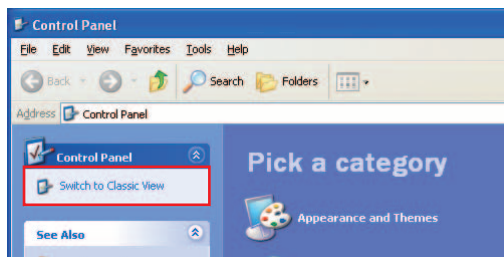 Control Panel
File Edit View Favorites Tools Help
Back Search Folders
Address Control Panel
Control Panel
Switch to Classic View
See Also
Pick a category
Appearance and Themes